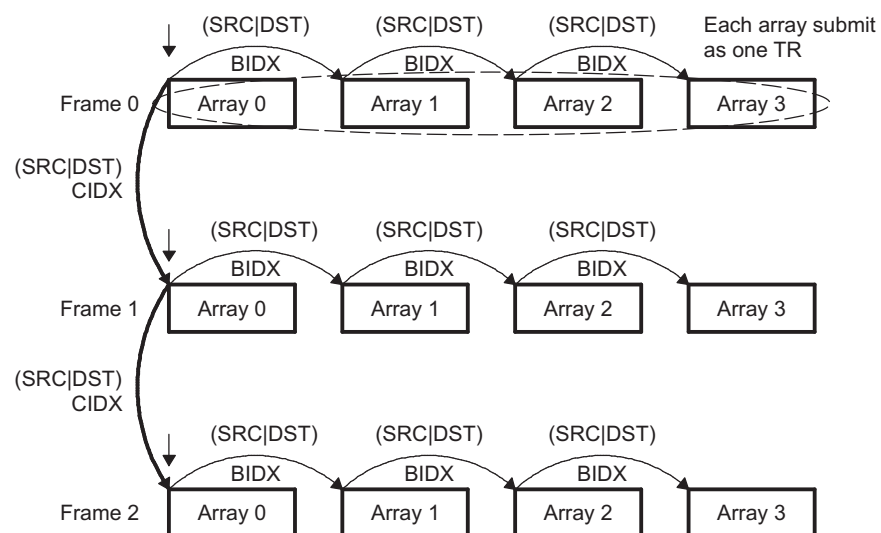 (SRC|DST) (SRC|DST) (SRC|DST) Each array submit
as one TR
BIDX BIDX BIDX
Frame 0 Array 0 Array 1 Array 2 Array 3
(SRC|DST)
CIDX
(SRC|DST) (SRC|DST) (SRC|DST)
BIDX BIDX BIDX
Frame 1 Array 0 Array 1 Array 2 Array 3
(SRC|DST)
CIDX
(SRC|DST) (SRC|DST) (SRC|DST)
BIDX BIDX BIDX
Frame 2 Array 0 Array 1 Array 2 Array 3